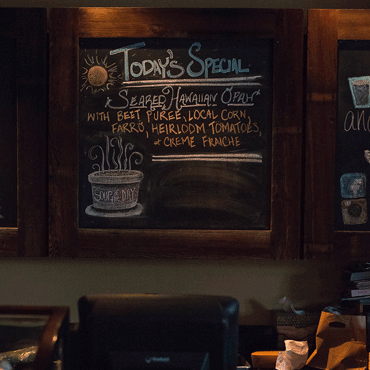 Today's Special
Seared Hawaiian Opah
with Beet Purée, Local Corn,
Farro, Heirloom Tomatoes,
& Creme Fraiche
Soup of the Day
an